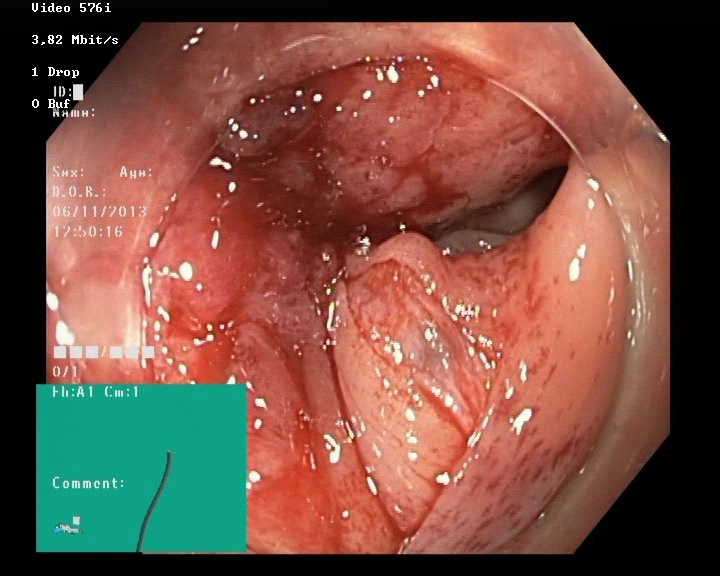 Video 576i
3,82 Mbit/s
1 Drop
ID:
0 Buf
Name:
Sex: Age:
D.O.B.:
06/11/2013
12:50:16
0/1
Eh:A1 Cm:1
Comment: